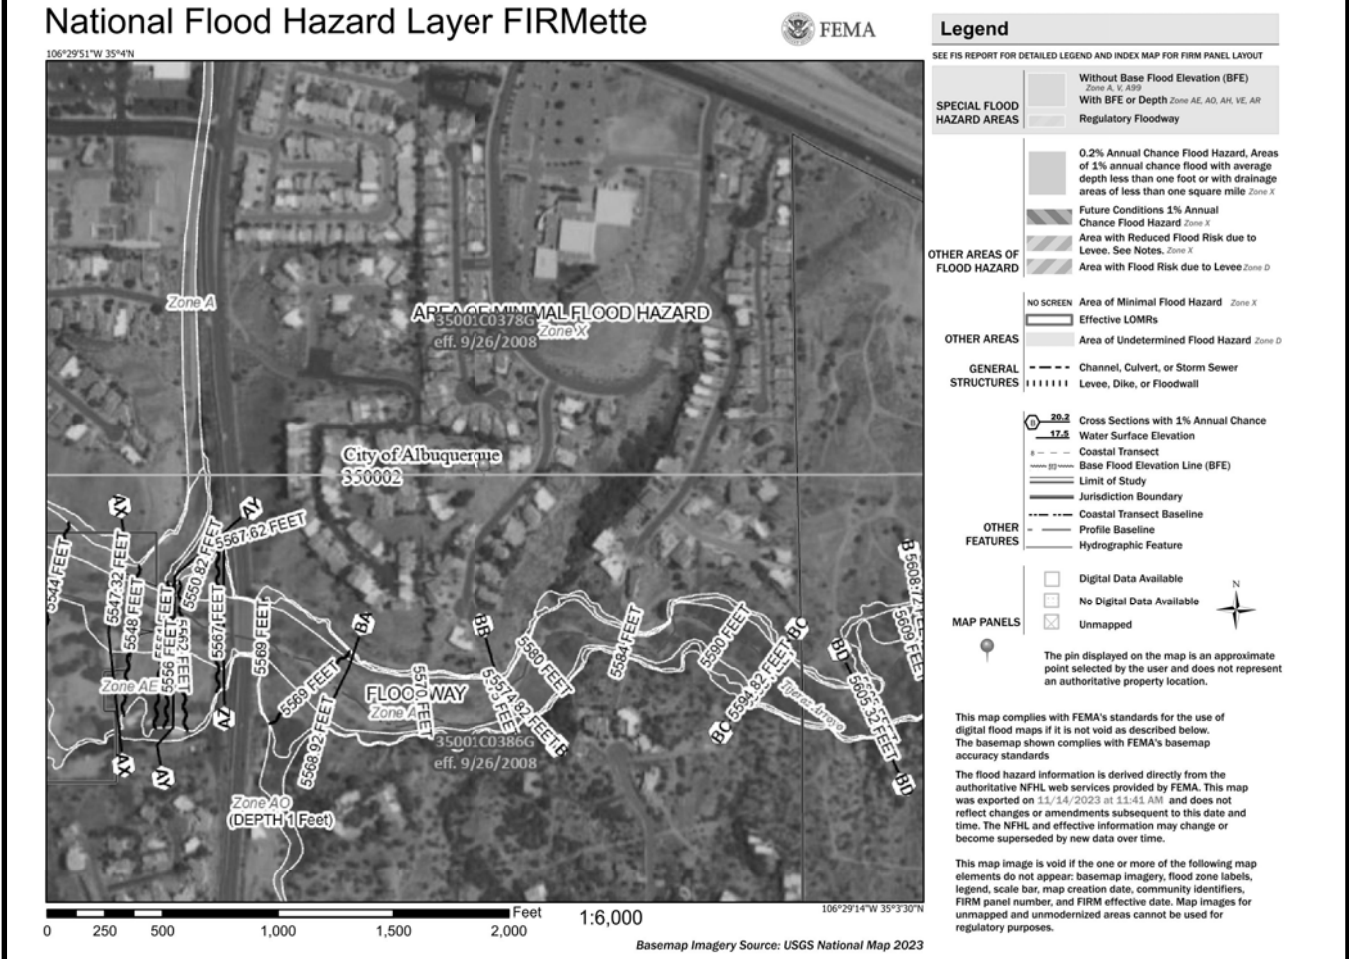 National Flood Hazard Layer FIRMette
FEMA
106°29'51"W 35°4'N
Zone A
AREA OF MINIMAL FLOOD HAZARD
35001C0378G
eff. 9/26/2008
Zone X
City of Albuquerque
350002
AX
AY
5567.62 FEET
5544 FEET
5547.32 FEET
5548 FEET
5550.82 FEET
5556 FEET
5562 FEET
5567 FEET
5569 FEET
BA
BB
5580 FEET
5584 FEET
5590 FEET
BC
BD
5609 FEET
Zone AE
AZ
5569 FEET
FLOODWAY
5570 FEET
5594.82 FEET
Tijeras Arroyo
5605.32 FEET
BC
BD
AX
AY
5568.92 FEET
35001C0386G
eff. 9/26/2008
Zone AO
(DEPTH 1 Feet)
Feet
1:6,000
0 250 500 1,000 1,500 2,000
106°29'14"W 35°3'30"N
Basemap Imagery Source: USGS National Map 2023
Legend
SEE FIS REPORT FOR DETAILED LEGEND AND INDEX MAP FOR FIRM PANEL LAYOUT
SPECIAL FLOOD
HAZARD AREAS
Without Base Flood Elevation (BFE)
Zone A, V, A99
With BFE or Depth Zone AE, AO, AH, VE, AR
Regulatory Floodway
OTHER AREAS OF
FLOOD HAZARD
0.2% Annual Chance Flood Hazard, Areas
of 1% annual chance flood with average
depth less than one foot or with drainage
areas of less than one square mile Zone X
Future Conditions 1% Annual
Chance Flood Hazard Zone X
Area with Reduced Flood Risk due to
Levee. See Notes. Zone X
Area with Flood Risk due to Levee Zone D
OTHER AREAS
NO SCREEN Area of Minimal Flood Hazard Zone X
Effective LOMRs
Area of Undetermined Flood Hazard Zone D
GENERAL
STRUCTURES
Channel, Culvert, or Storm Sewer
Levee, Dike, or Floodwall
OTHER
FEATURES
B 20.2 Cross Sections with 1% Annual Chance
17.5 Water Surface Elevation
8 Coastal Transect
513 Base Flood Elevation Line (BFE)
Limit of Study
Jurisdiction Boundary
Coastal Transect Baseline
Profile Baseline
Hydrographic Feature
MAP PANELS
Digital Data Available
No Digital Data Available
Unmapped
N
The pin displayed on the map is an approximate
point selected by the user and does not represent
an authoritative property location.
This map complies with FEMA's standards for the use of
digital flood maps if it is not void as described below.
The basemap shown complies with FEMA's basemap
accuracy standards
The flood hazard information is derived directly from the
authoritative NFHL web services provided by FEMA. This map
was exported on 11/14/2023 at 11:41 AM and does not
reflect changes or amendments subsequent to this date and
time. The NFHL and effective information may change or
become superseded by new data over time.
This map image is void if the one or more of the following map
elements do not appear: basemap imagery, flood zone labels,
legend, scale bar, map creation date, community identifiers,
FIRM panel number, and FIRM effective date. Map images for
unmapped and unmodernized areas cannot be used for
regulatory purposes.